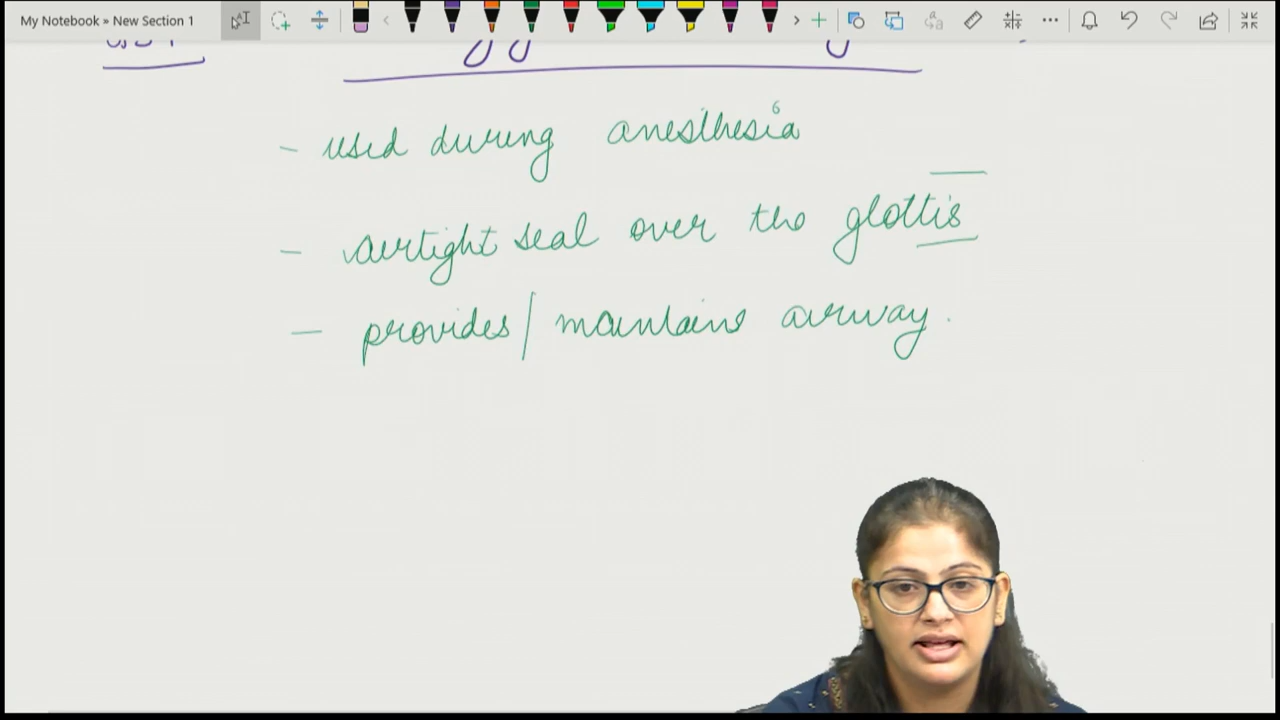 My Notebook » New Section 1
- used during anesthesia
- airtight seal over the glottis
- provides/maintains airway.